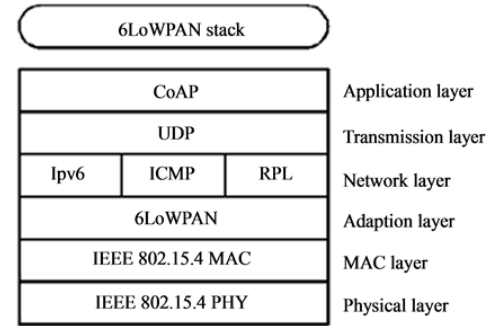 6LoWPAN stack
CoAP Application layer
UDP Transmission layer
Ipv6 ICMP RPL Network layer
6LoWPAN Adaption layer
IEEE 802.15.4 MAC MAC layer
IEEE 802.15.4 PHY Physical layer